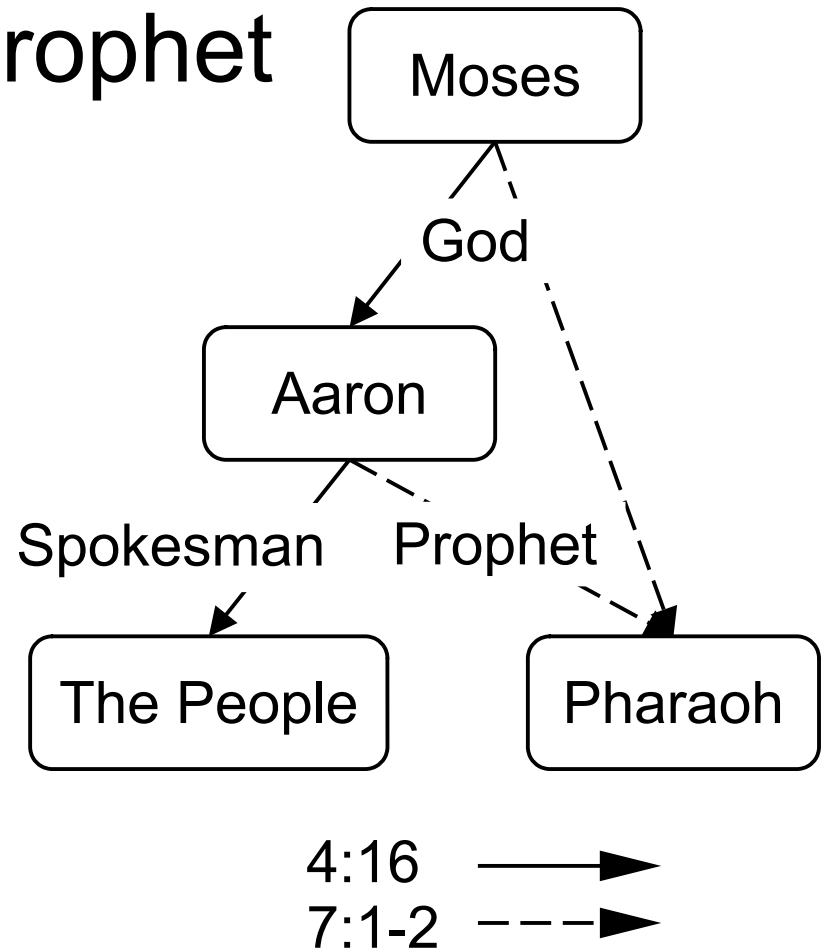 rophet
Moses
God
Aaron
Spokesman
Prophet
The People
Pharaoh
4:16
7:1-2